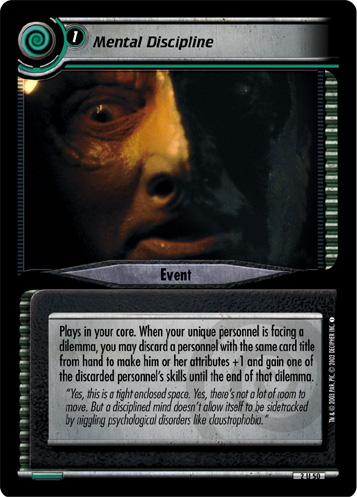 1 Mental Discipline
Event
Plays in your core. When your unique personnel is facing a
dilemma, you may discard a personnel with the same card title
from hand to make him or her attributes +1 and gain one
of the discarded personnel's skills until the end of that dilemma.
"Yes, this is a tight enclosed space. Yes, there's not a lot of room to
move. But a disciplined mind doesn't allow itself to be sidetracked
by niggling psychological disorders like claustrophobia."
TM & © 2003 PAR. PIC. © 2003 DECIPHER INC.
2 U 50